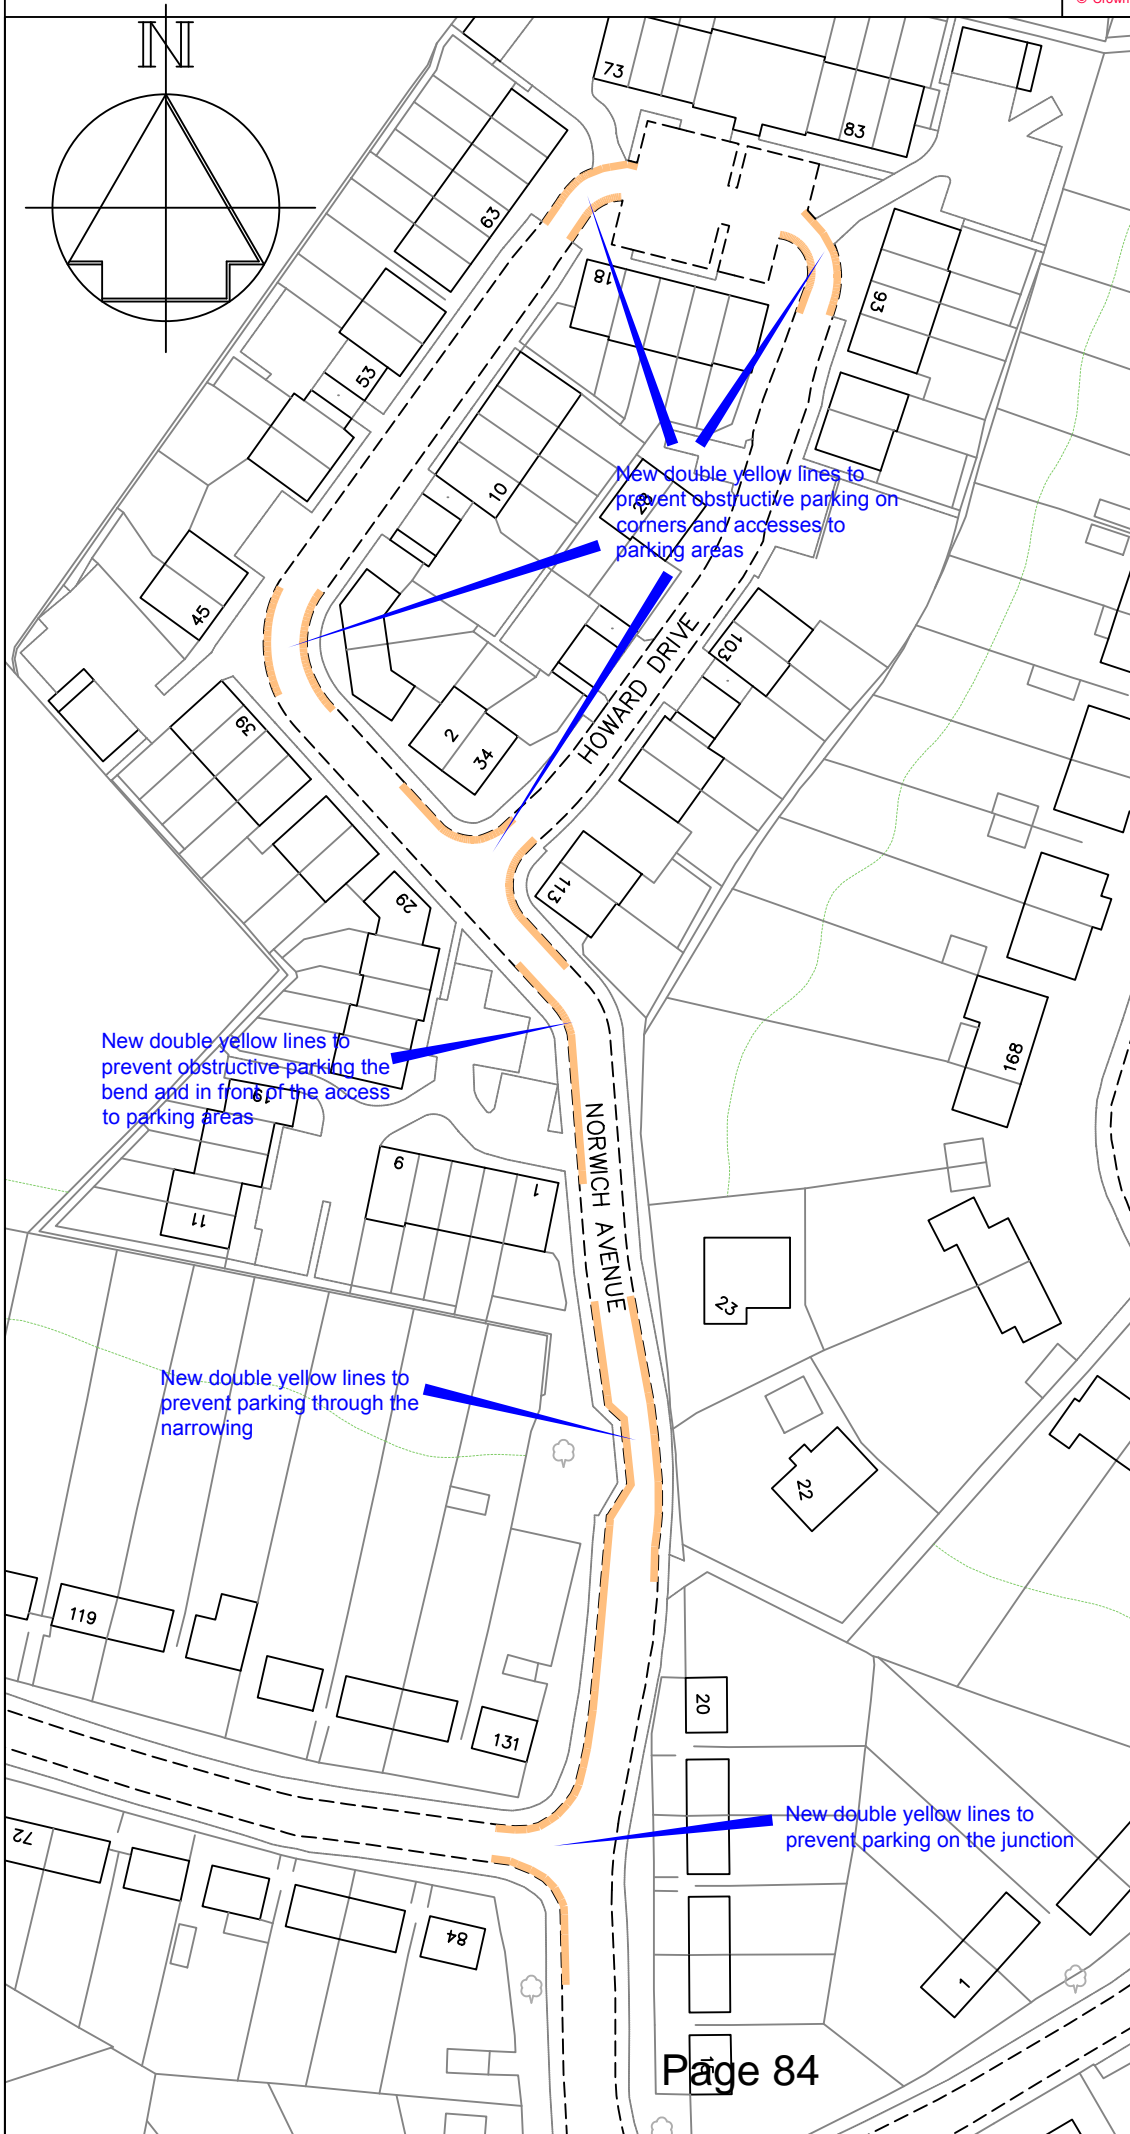 © Crown
N
73
83
63
18
93
53
10
28
New double yellow lines to
prevent obstructive parking on
corners and accesses to
parking areas
45
103
HOWARD DRIVE
39
2
34
113
29
New double yellow lines to
prevent obstructive parking the
bend and in front of the access
to parking areas
19
168
NORWICH AVENUE
9
1
11
23
New double yellow lines to
prevent parking through the
narrowing
22
119
20
131
New double yellow lines to
prevent parking on the junction
72
84
1
Page 84